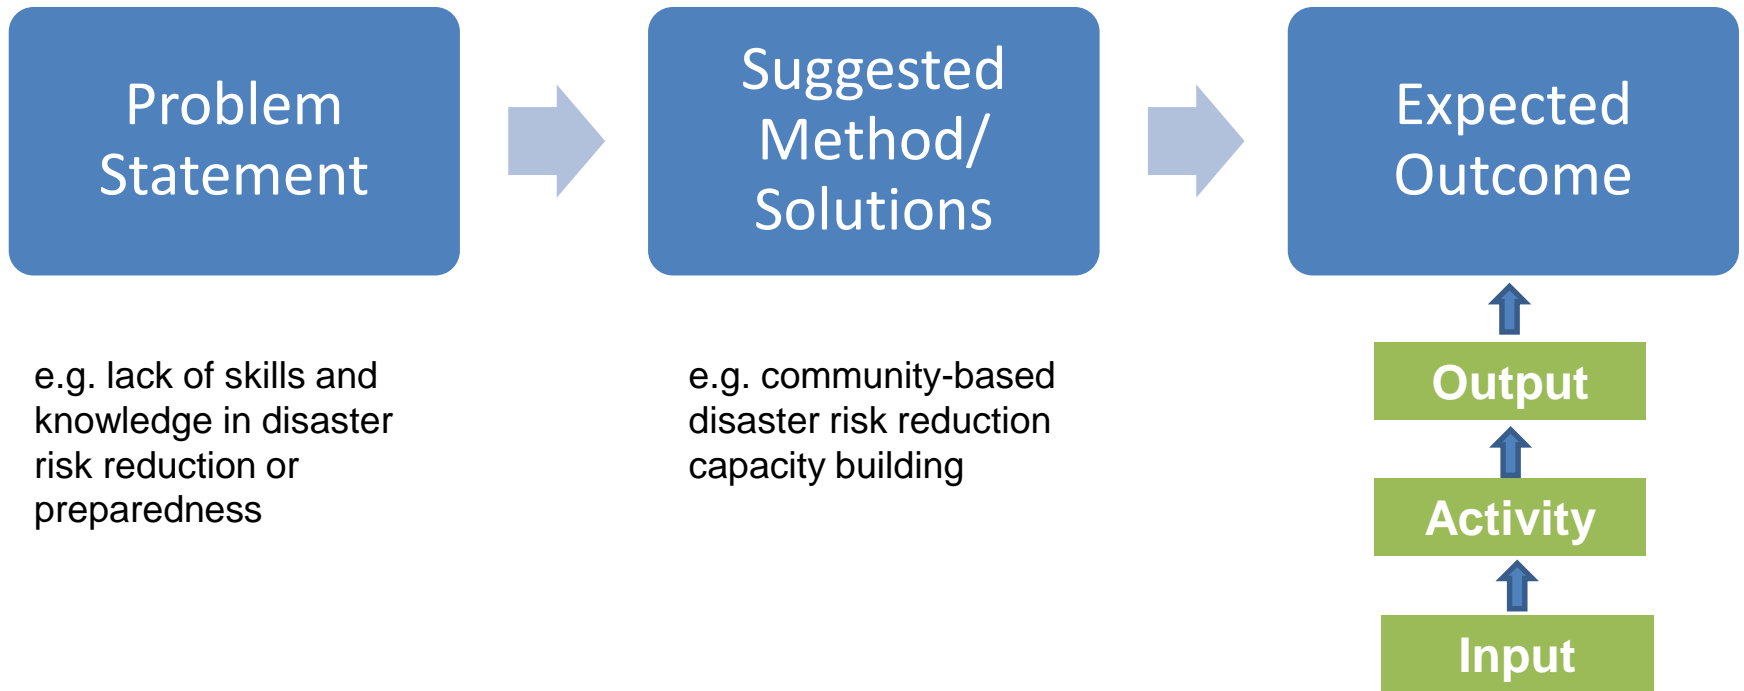 Problem
Statement
Suggested
Method/
Solutions
Expected
Outcome
e.g. lack of skills and
knowledge in disaster
risk reduction or
preparedness
e.g. community-based
disaster risk reduction
capacity building
Output
Activity
Input